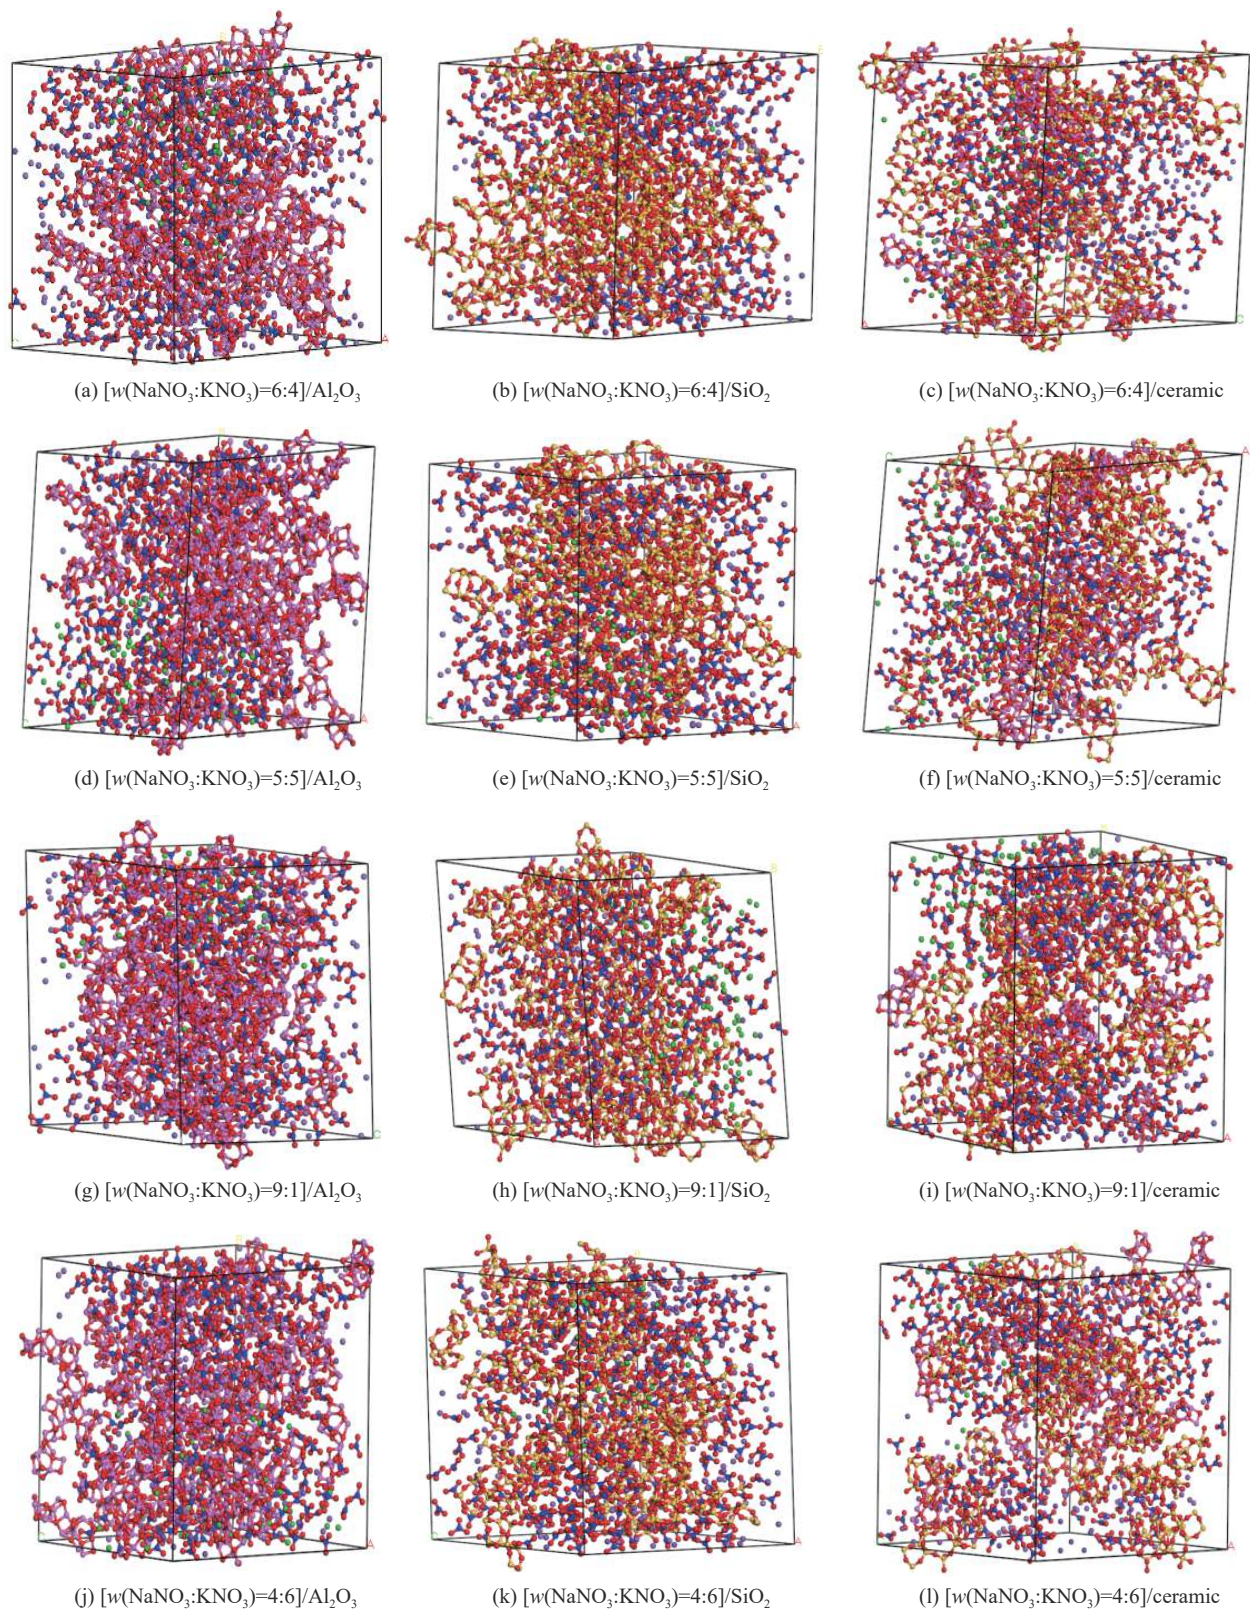 (a) [w(NaNO₃:KNO₃)=6:4]/Al₂O₃
(b) [w(NaNO₃:KNO₃)=6:4]/SiO₂
(c) [w(NaNO₃:KNO₃)=6:4]/ceramic
(d) [w(NaNO₃:KNO₃)=5:5]/Al₂O₃
(e) [w(NaNO₃:KNO₃)=5:5]/SiO₂
(f) [w(NaNO₃:KNO₃)=5:5]/ceramic
(g) [w(NaNO₃:KNO₃)=9:1]/Al₂O₃
(h) [w(NaNO₃:KNO₃)=9:1]/SiO₂
(i) [w(NaNO₃:KNO₃)=9:1]/ceramic
(j) [w(NaNO₃:KNO₃)=4:6]/Al₂O₃
(k) [w(NaNO₃:KNO₃)=4:6]/SiO₂
(l) [w(NaNO₃:KNO₃)=4:6]/ceramic